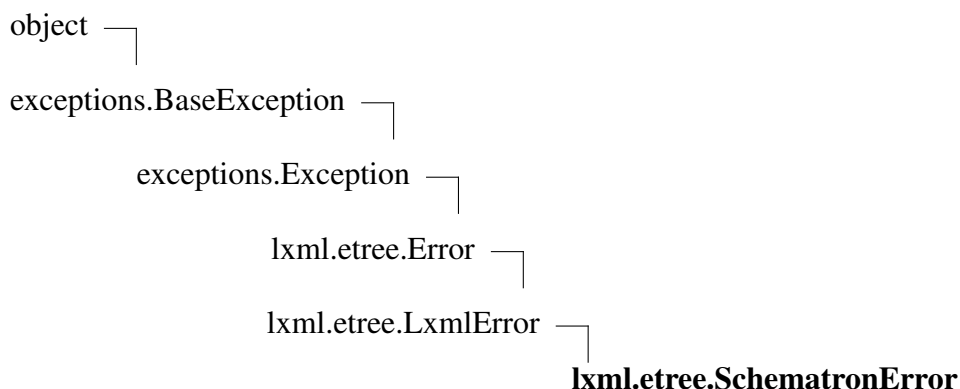 object
exceptions.BaseException
exceptions.Exception
lxml.etree.Error
lxml.etree.LxmlError
lxml.etree.SchematronError